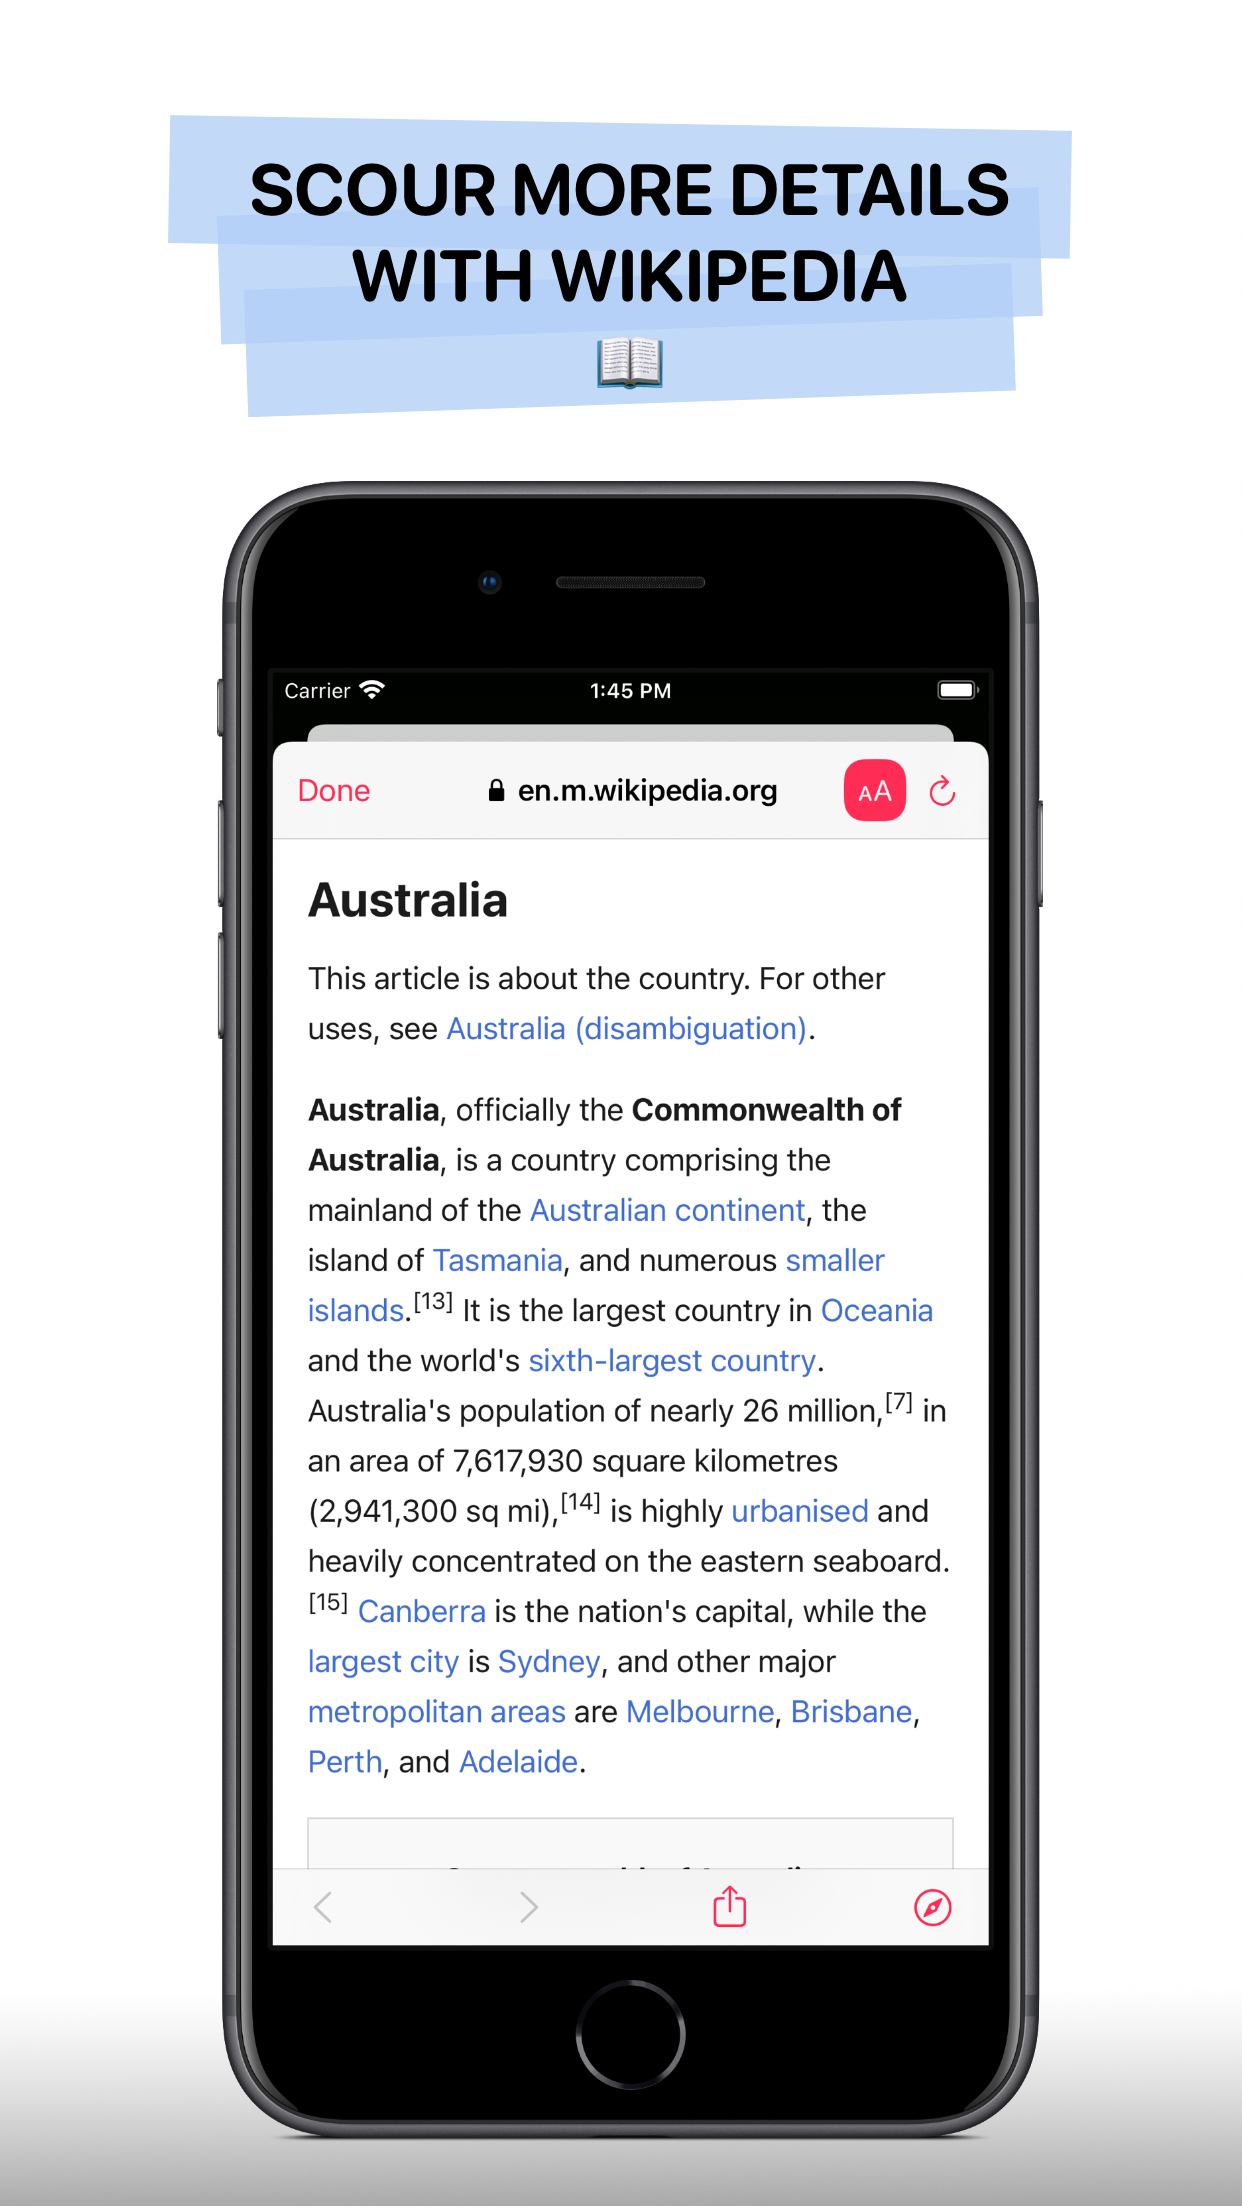 SCOUR MORE DETAILS
WITH WIKIPEDIA
Carrier
1:45 PM
Done
en.m.wikipedia.org
AA
Australia
This article is about the country. For other
uses, see Australia (disambiguation).
Australia, officially the Commonwealth of
Australia, is a country comprising the
mainland of the Australian continent, the
island of Tasmania, and numerous smaller
islands.[13] It is the largest country in Oceania
and the world's sixth-largest country.
Australia's population of nearly 26 million,[7] in
an area of 7,617,930 square kilometres
(2,941,300 sq mi),[14] is highly urbanised and
heavily concentrated on the eastern seaboard.
[15] Canberra is the nation's capital, while the
largest city is Sydney, and other major
metropolitan areas are Melbourne, Brisbane,
Perth, and Adelaide.